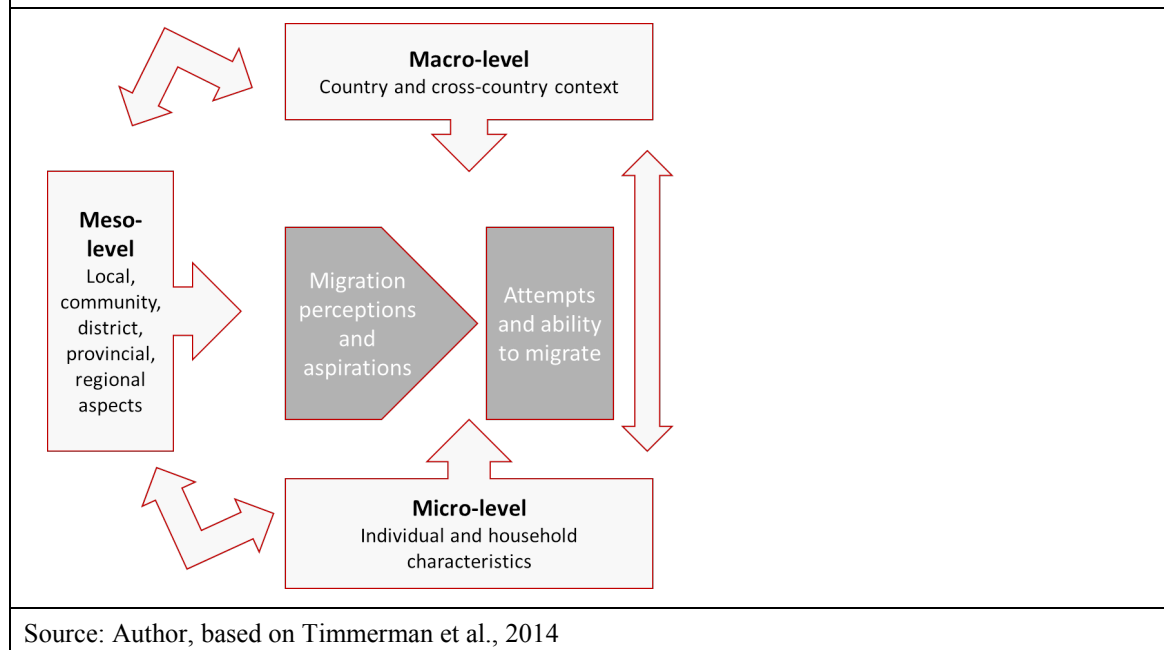 Macro-level
Country and cross-country context
Meso-
level
Local,
community,
district,
provincial,
regional
aspects
Migration
perceptions
and
aspirations
Attempts
and ability
to migrate
Micro-level
Individual and household
characteristics
Source: Author, based on Timmerman et al., 2014